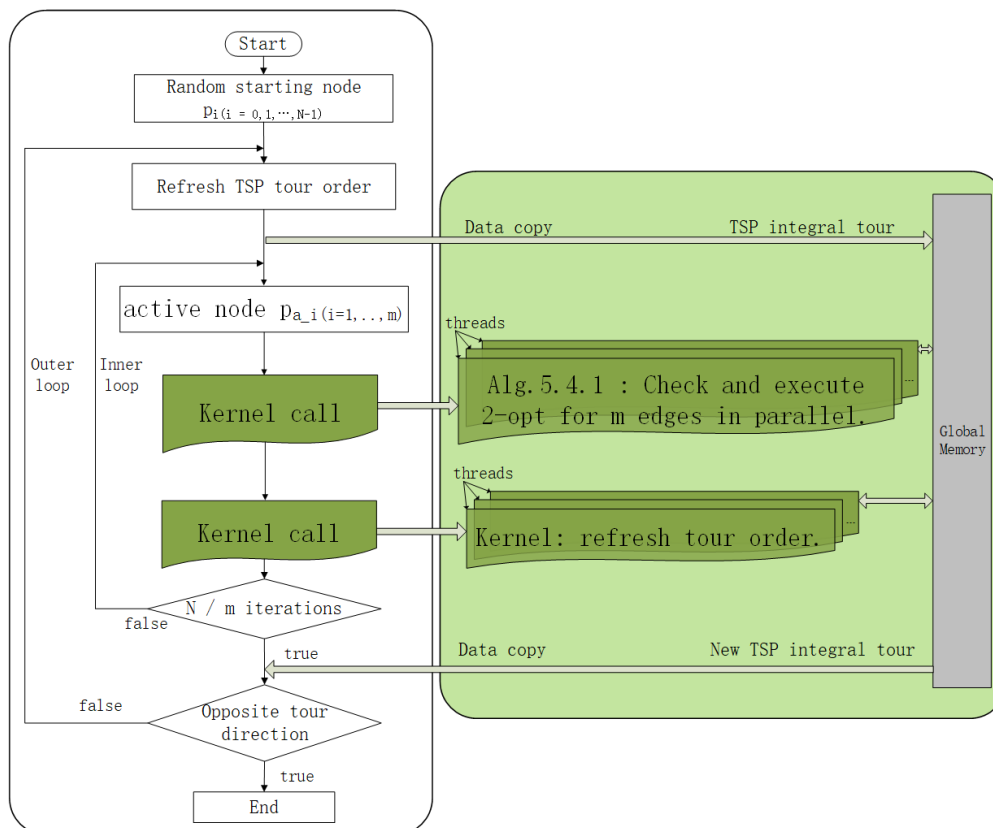 Start
Random starting node
pi(i = 0,1,…,N-1)
Refresh TSP tour order
Data copy
TSP integral tour
active node pa_i(i=1,..,m)
threads
Outer
loop
Inner
loop
Kernel call
Alg.5.4.1 : Check and execute
2-opt for m edges in parallel.
...
Global
Memory
threads
Kernel call
Kernel: refresh tour order.
...
N / m iterations
false
true
Data copy
New TSP integral tour
false
Opposite tour
direction
true
End